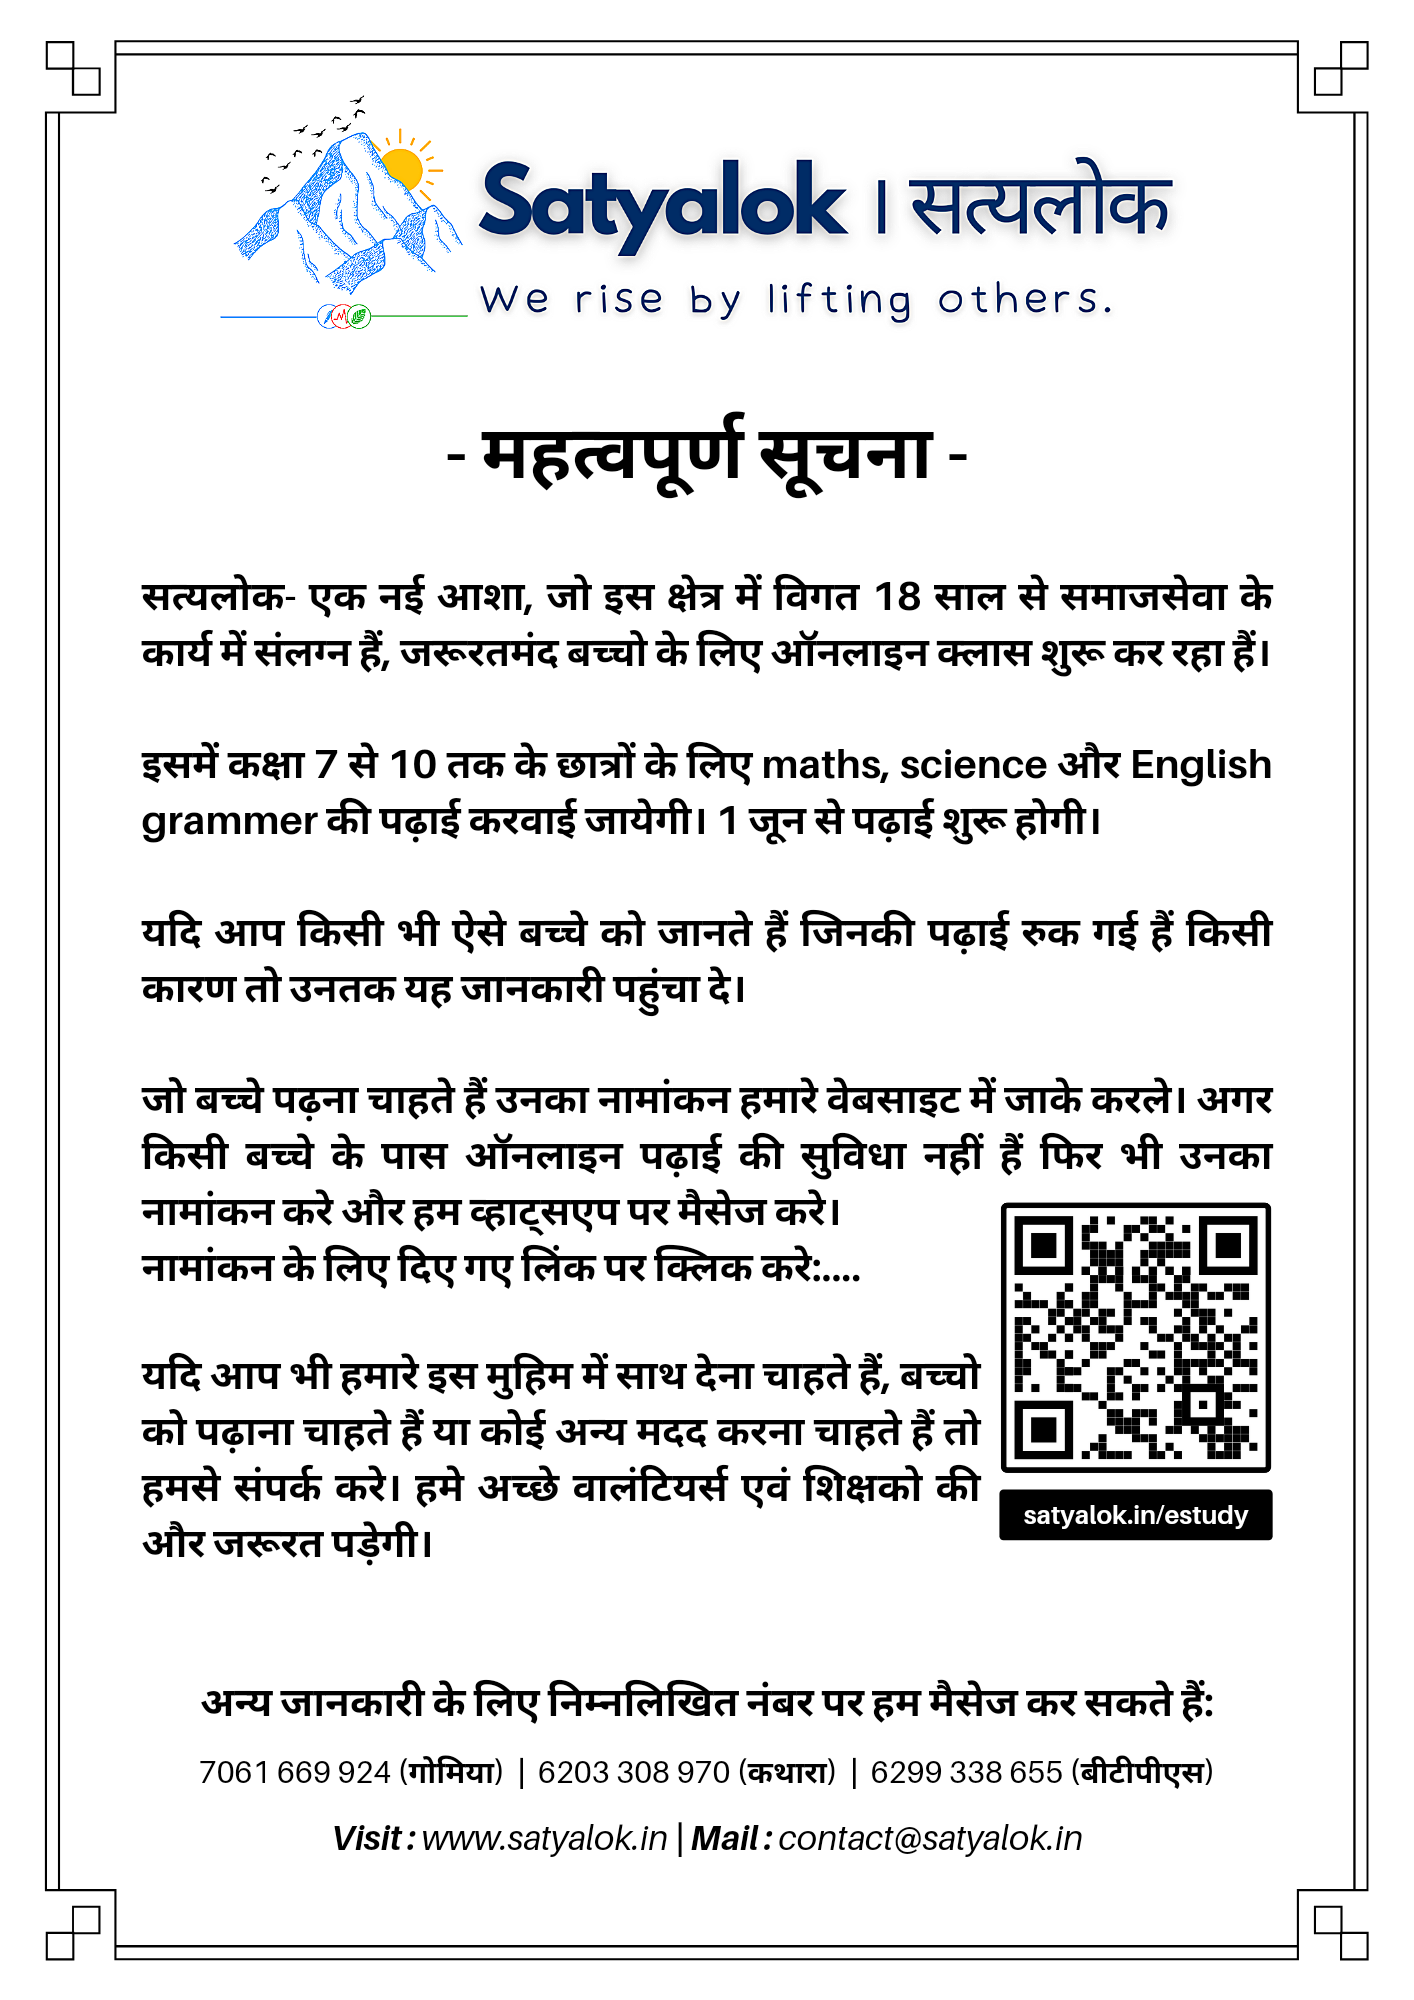 Satyalok । सत्यलोक
We rise by lifting others.
- महत्वपूर्ण सूचना -
सत्यलोक- एक नई आशा, जो इस क्षेत्र में विगत 18 साल से समाजसेवा के
कार्य में संलग्न हैं, जरूरतमंद बच्चो के लिए ऑनलाइन क्लास शुरू कर रहा हैं।
इसमें कक्षा 7 से 10 तक के छात्रों के लिए maths, science और English
grammer की पढ़ाई करवाई जायेगी। 1 जून से पढ़ाई शुरू होगी।
यदि आप किसी भी ऐसे बच्चे को जानते हैं जिनकी पढ़ाई रुक गई हैं किसी
कारण तो उनतक यह जानकारी पहुंचा दे।
जो बच्चे पढ़ना चाहते हैं उनका नामांकन हमारे वेबसाइट में जाके करले। अगर
किसी बच्चे के पास ऑनलाइन पढ़ाई की सुविधा नहीं हैं फिर भी उनका
नामांकन करे और हम व्हाट्सएप पर मैसेज करे।
नामांकन के लिए दिए गए लिंक पर क्लिक करे:....
यदि आप भी हमारे इस मुहिम में साथ देना चाहते हैं, बच्चो
को पढ़ाना चाहते हैं या कोई अन्य मदद करना चाहते हैं तो
हमसे संपर्क करे। हमे अच्छे वालंटियर्स एवं शिक्षको की
और जरूरत पड़ेगी।
satyalok.in/estudy
अन्य जानकारी के लिए निम्नलिखित नंबर पर हम मैसेज कर सकते हैं:
7061 669 924 (गोमिया) | 6203 308 970 (कथारा) | 6299 338 655 (बीटीपीएस)
Visit : www.satyalok.in | Mail : contact@satyalok.in